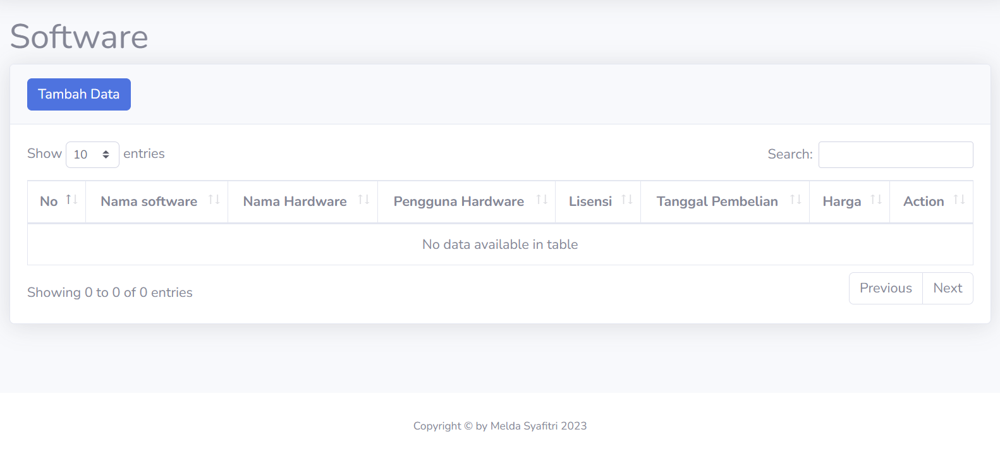 Software
Tambah Data
Show 10 entries
Search:
No Nama software Nama Hardware Pengguna Hardware Lisensi Tanggal Pembelian Harga Action
No data available in table
Showing 0 to 0 of 0 entries
Previous Next
Copyright © by Melda Syafitri 2023